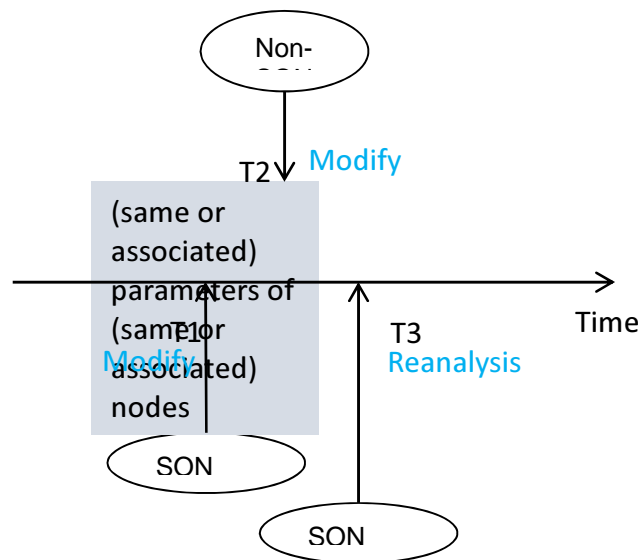 Non-
SON
T2 Modify
(same or
associated)
parameters of
(same or
associated)
nodes
T1
Modify
Time
T3
Reanalysis
SON
SON